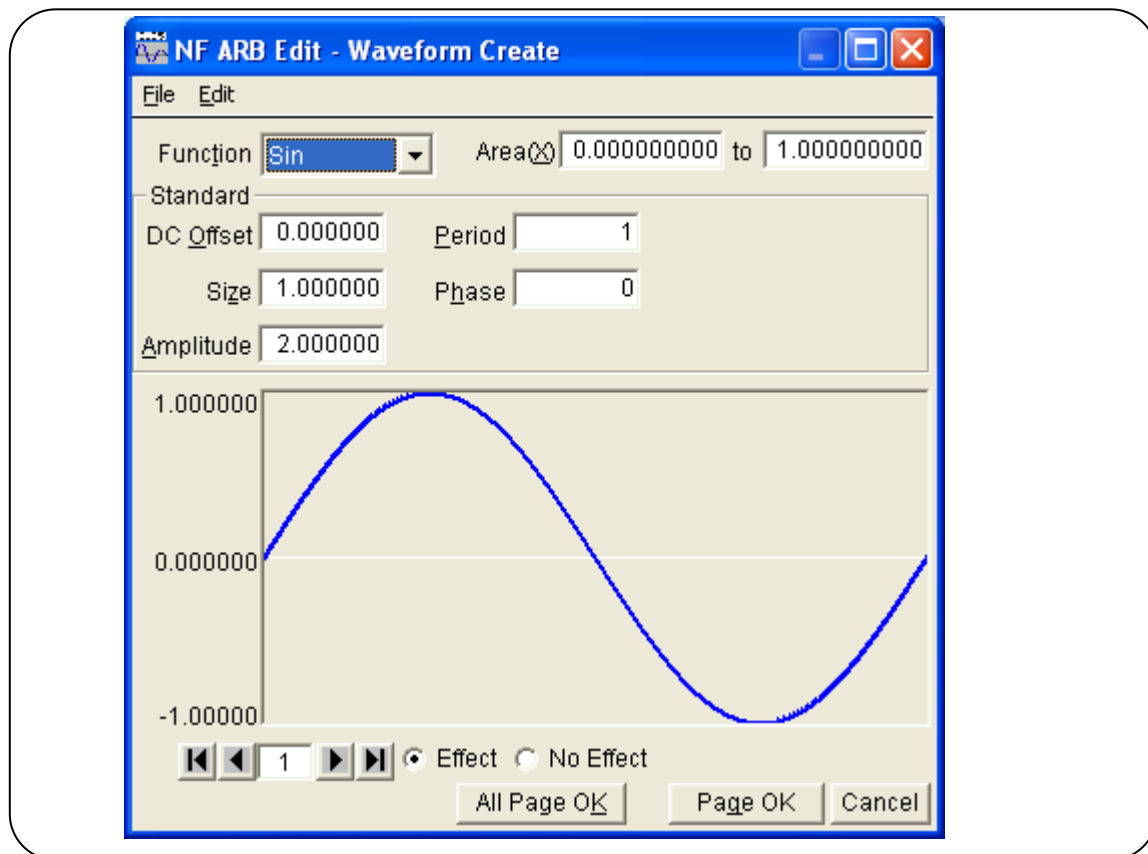 NF ARB Edit - Waveform Create
File Edit
Function Sin Area(X) 0.000000000 to 1.000000000
Standard
DC Offset 0.000000 Period 1
Size 1.000000 Phase 0
Amplitude 2.000000
1.000000
0.000000
-1.00000
1 Effect No Effect
All Page OK Page OK Cancel